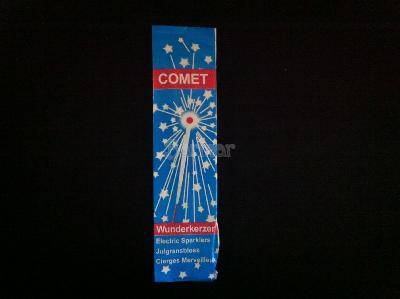 COMET
Wunderkerzen
Electric Sparklers
Julgransbloss
Cierges Merveilleux